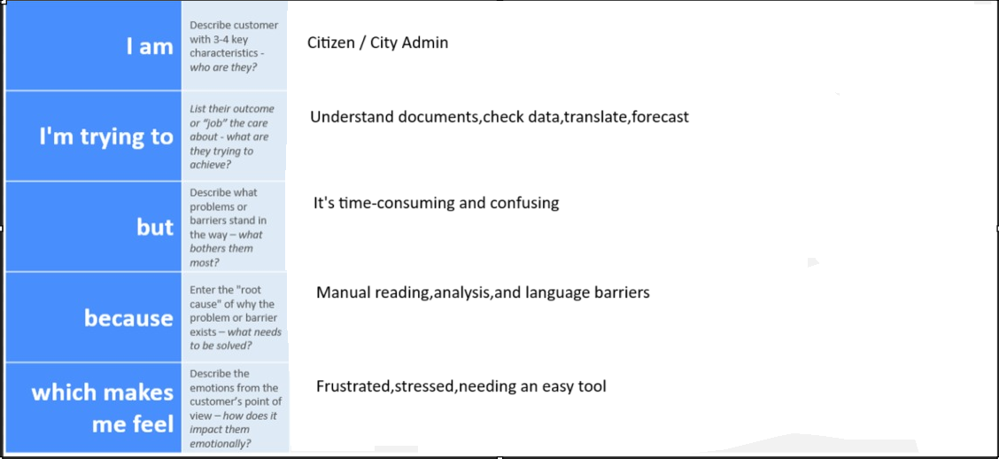 I am
Describe customer
with 3-4 key
characteristics -
who are they?
Citizen / City Admin
I'm trying to
List their outcome
or "job" the care
about - what are
they trying to
achieve?
Understand documents,check data,translate,forecast
but
Describe what
problems or
barriers stand in
the way – what
bothers them
most?
It's time-consuming and confusing
because
Enter the "root
cause" of why the
problem or barrier
exists – what needs
to be solved?
Manual reading,analysis,and language barriers
which makes
me feel
Describe the
emotions from the
customer's point of
view – how does it
impact them
emotionally?
Frustrated,stressed,needing an easy tool